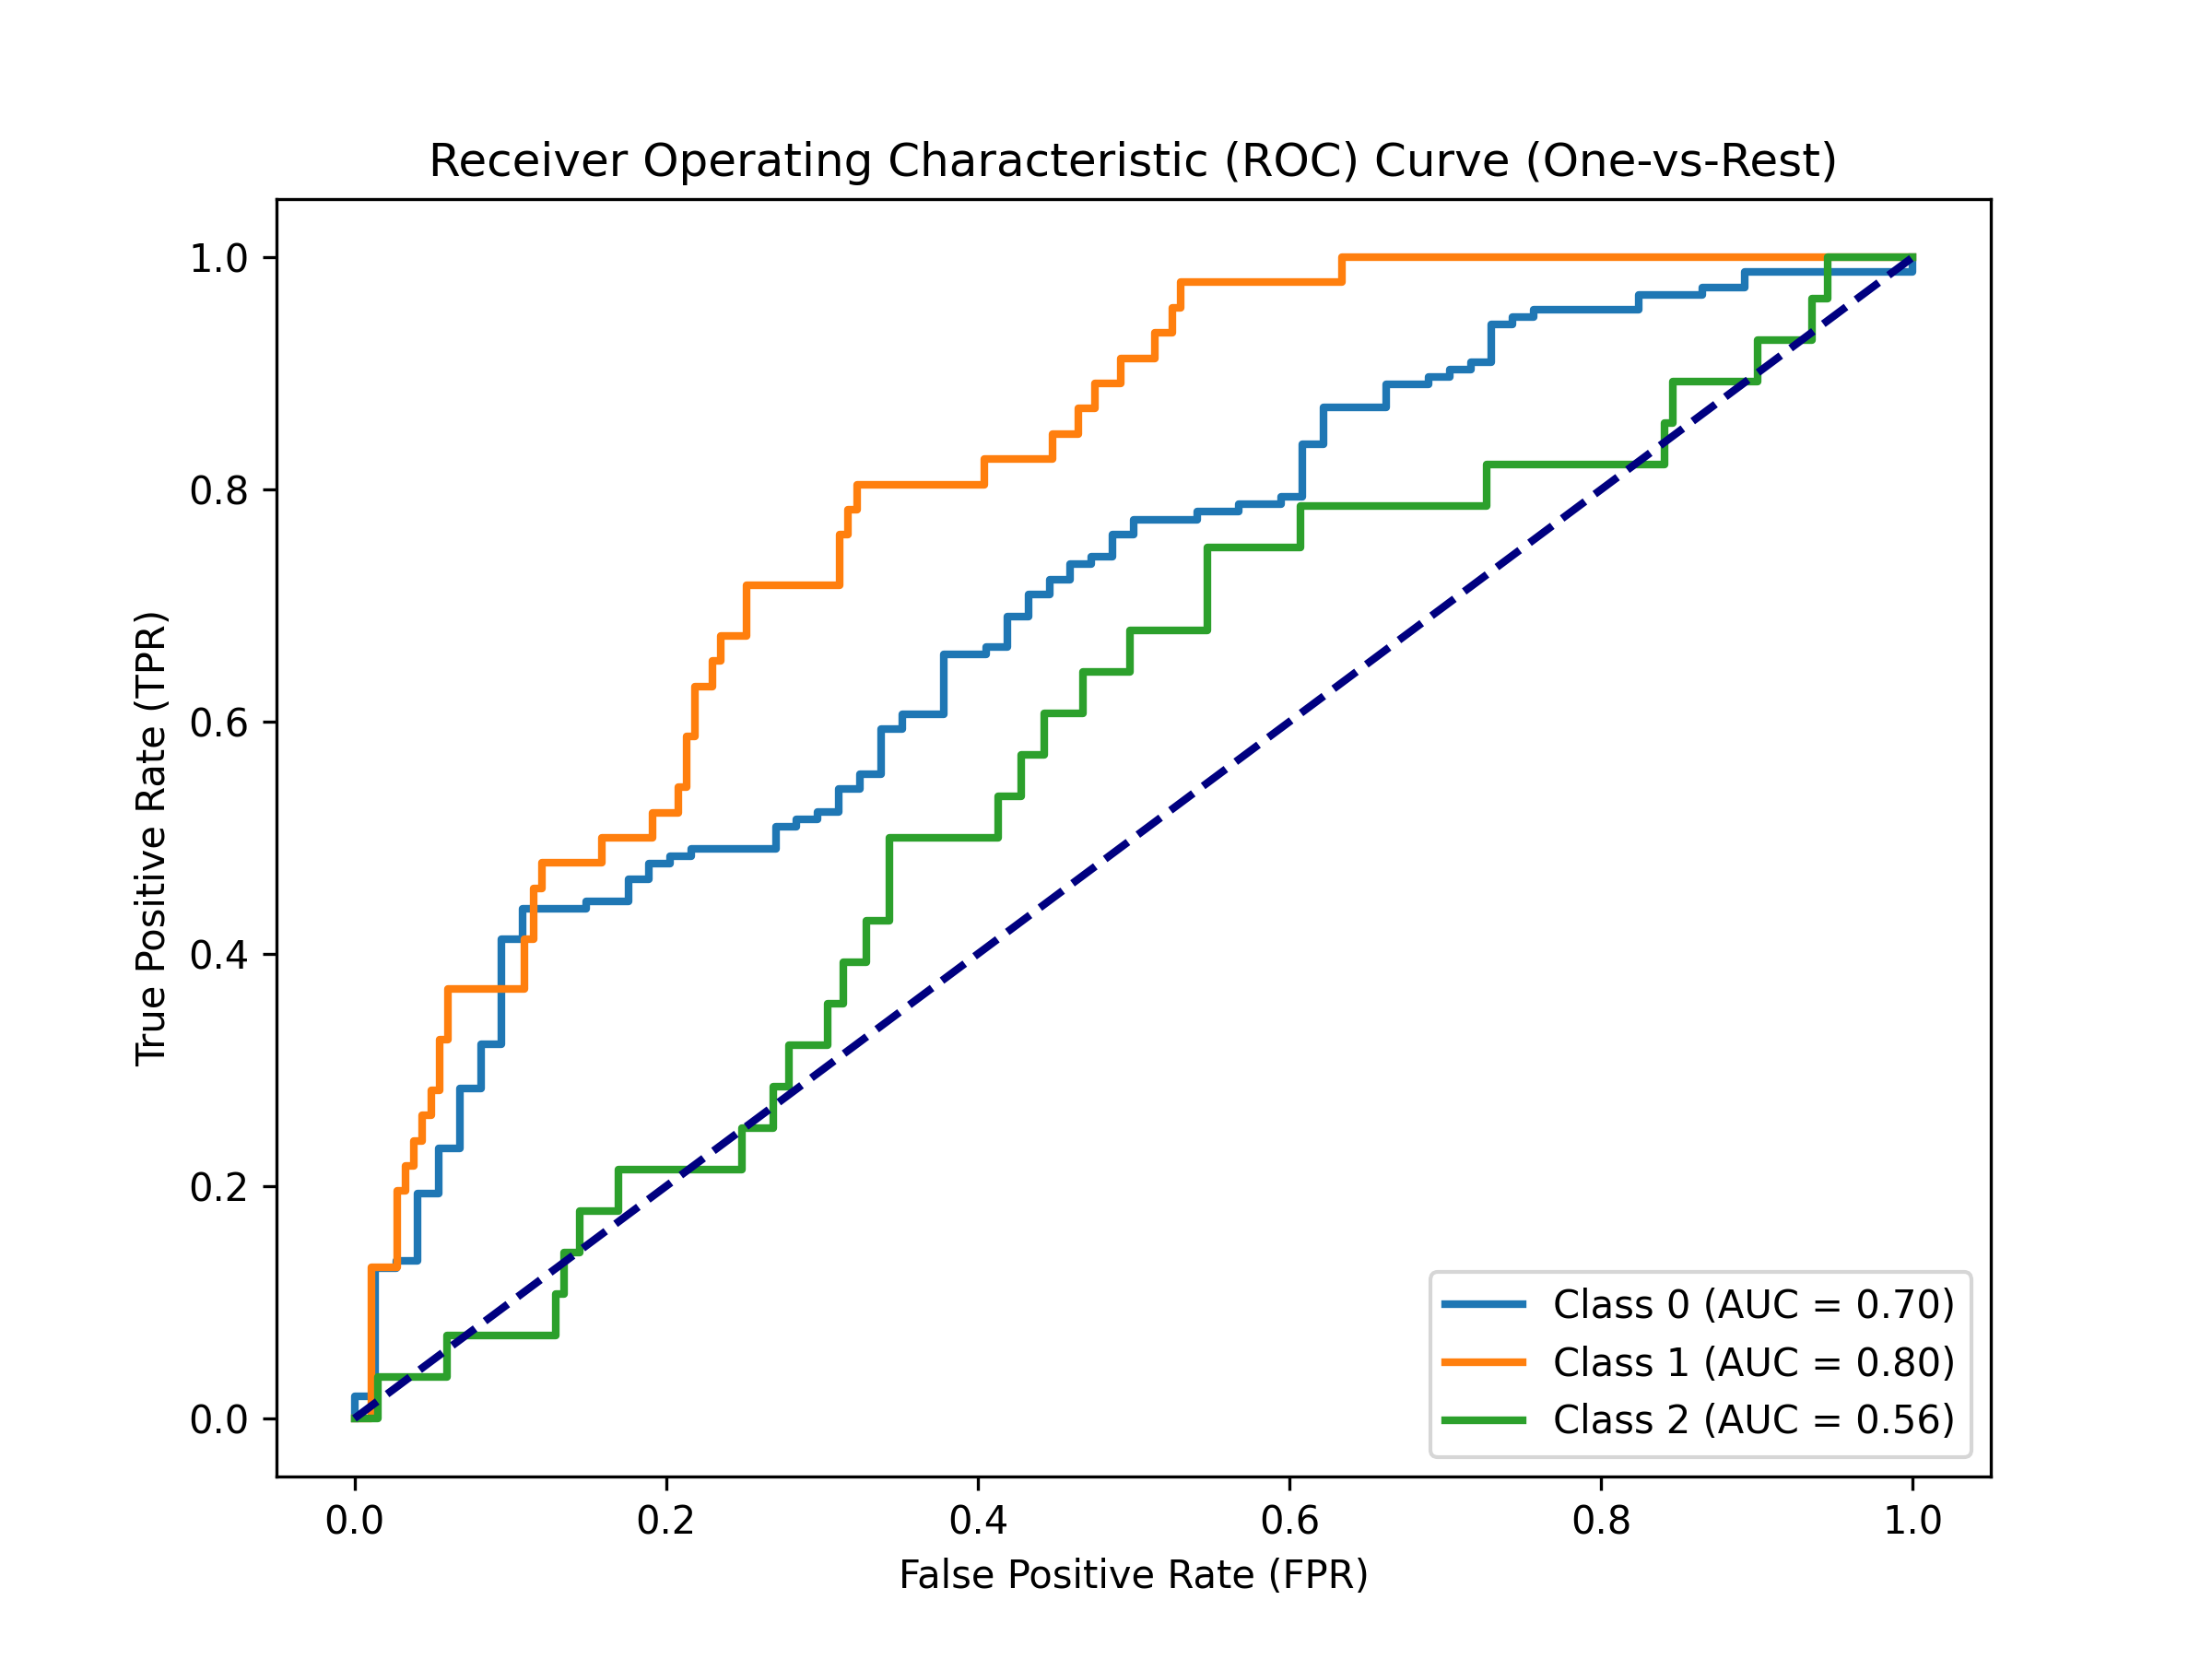 Receiver Operating Characteristic (ROC) Curve (One-vs-Rest)
1.0
0.8
0.6
0.4
0.2
0.0
True Positive Rate (TPR)
Class 0 (AUC = 0.70)
Class 1 (AUC = 0.80)
Class 2 (AUC = 0.56)
0.0 0.2 0.4 0.6 0.8 1.0
False Positive Rate (FPR)